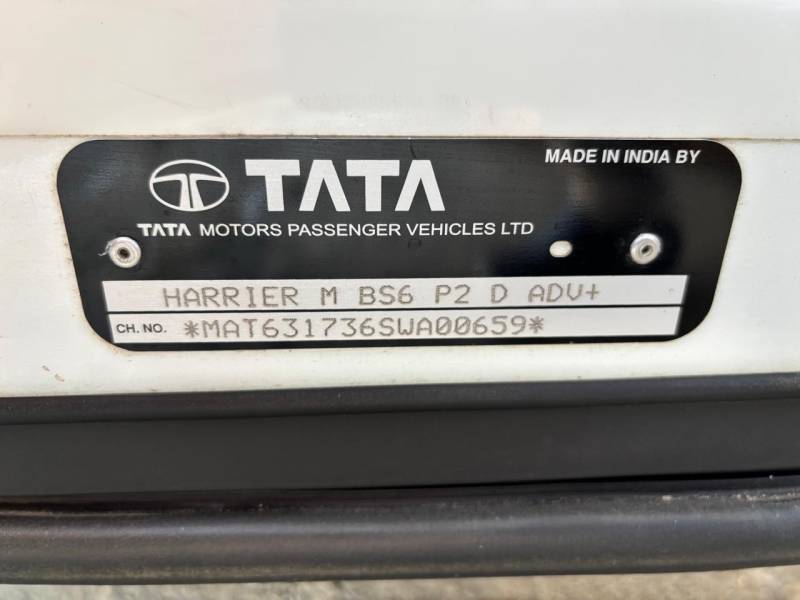 TATA MADE IN INDIA BY
TATA MOTORS PASSENGER VEHICLES LTD
HARRIER M BS6 P2 D ADV+
CH. NO. *MAT631736SWA00659*